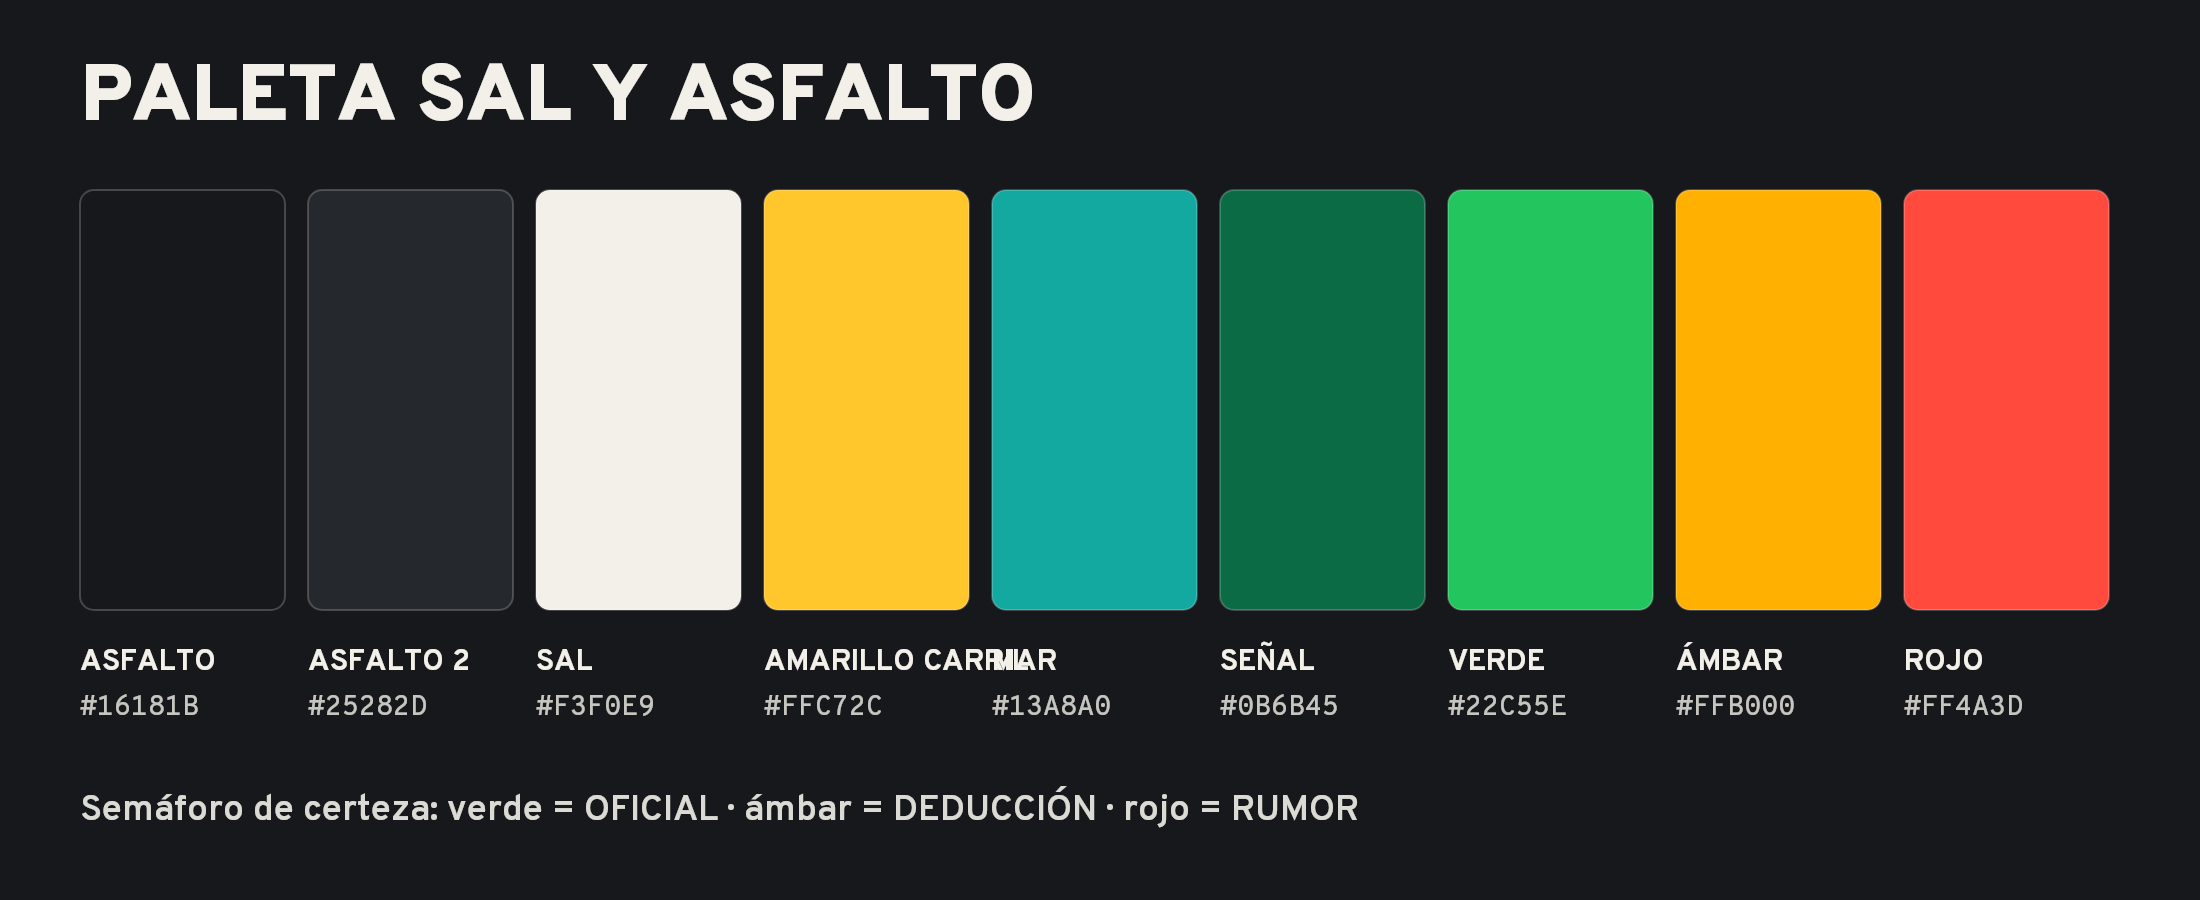 PALETA SAL Y ASFALTO
ASFALTO ASFALTO 2 SAL AMARILLO CARRIL MAR SEÑAL VERDE ÁMBAR ROJO
#16181B #25282D #F3F0E9 #FFC72C #13A8A0 #0B6B45 #22C55E #FFB000 #FF4A3D
Semáforo de certeza: verde = OFICIAL · ámbar = DEDUCCIÓN · rojo = RUMOR